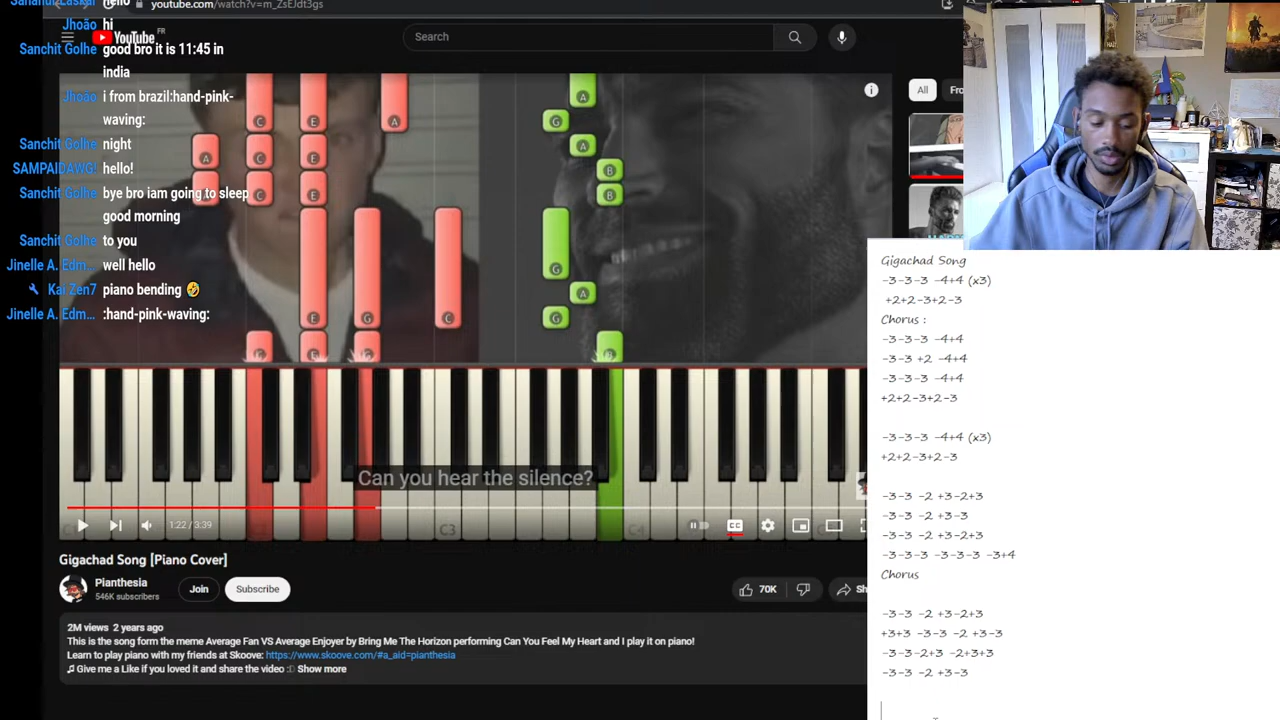 youtube.com/watch?v=m_ZsEJdt3gs
hello
Jhoão hi
YouTube FR
Search
Sanchit Golhe good bro it is 11:45 in
india
Jhoão i from brazil:hand-pink-
waving:
Sanchit Golhe night
SAMPAIDAWG! hello!
Sanchit Golhe bye bro iam going to sleep
good morning
Sanchit Golhe to you
Jinelle A. Edm... well hello
Kai Zen7 piano bending 🤣
Jinelle A. Edm... :hand-pink-waving:
All
C E A A
G
A C E A
B
A C E B
G
A
E G C G
E G B
Can you hear the silence?
1:22 / 3:39
C3
C4
CC
Gigachad Song [Piano Cover]
Pianthesia
546K subscribers
Join
Subscribe
70K
Sh
2M views 2 years ago
This is the song form the meme Average Fan VS Average Enjoyer by Bring Me The Horizon performing Can You Feel My Heart and I play it on piano!
Learn to play piano with my friends at Skoove: https://www.skoove.com/#a_aid=pianthesia
♫ Give me a Like if you loved it and share the video :) Show more
Gigachad Song
-3-3-3 -4+4 (x3)
+2+2-3+2-3
Chorus :
-3-3-3 -4+4
-3-3 +2 -4+4
-3-3-3 -4+4
+2+2-3+2-3
-3-3-3 -4+4 (x3)
+2+2-3+2-3
-3-3 -2 +3-2+3
-3-3 -2 +3-3
-3-3 -2 +3-2+3
-3-3-3 -3-3-3 -3+4
Chorus
-3-3 -2 +3-2+3
+3+3 -3-3 -2 +3-3
-3-3-2+3 -2+3+3
-3-3 -2 +3-3